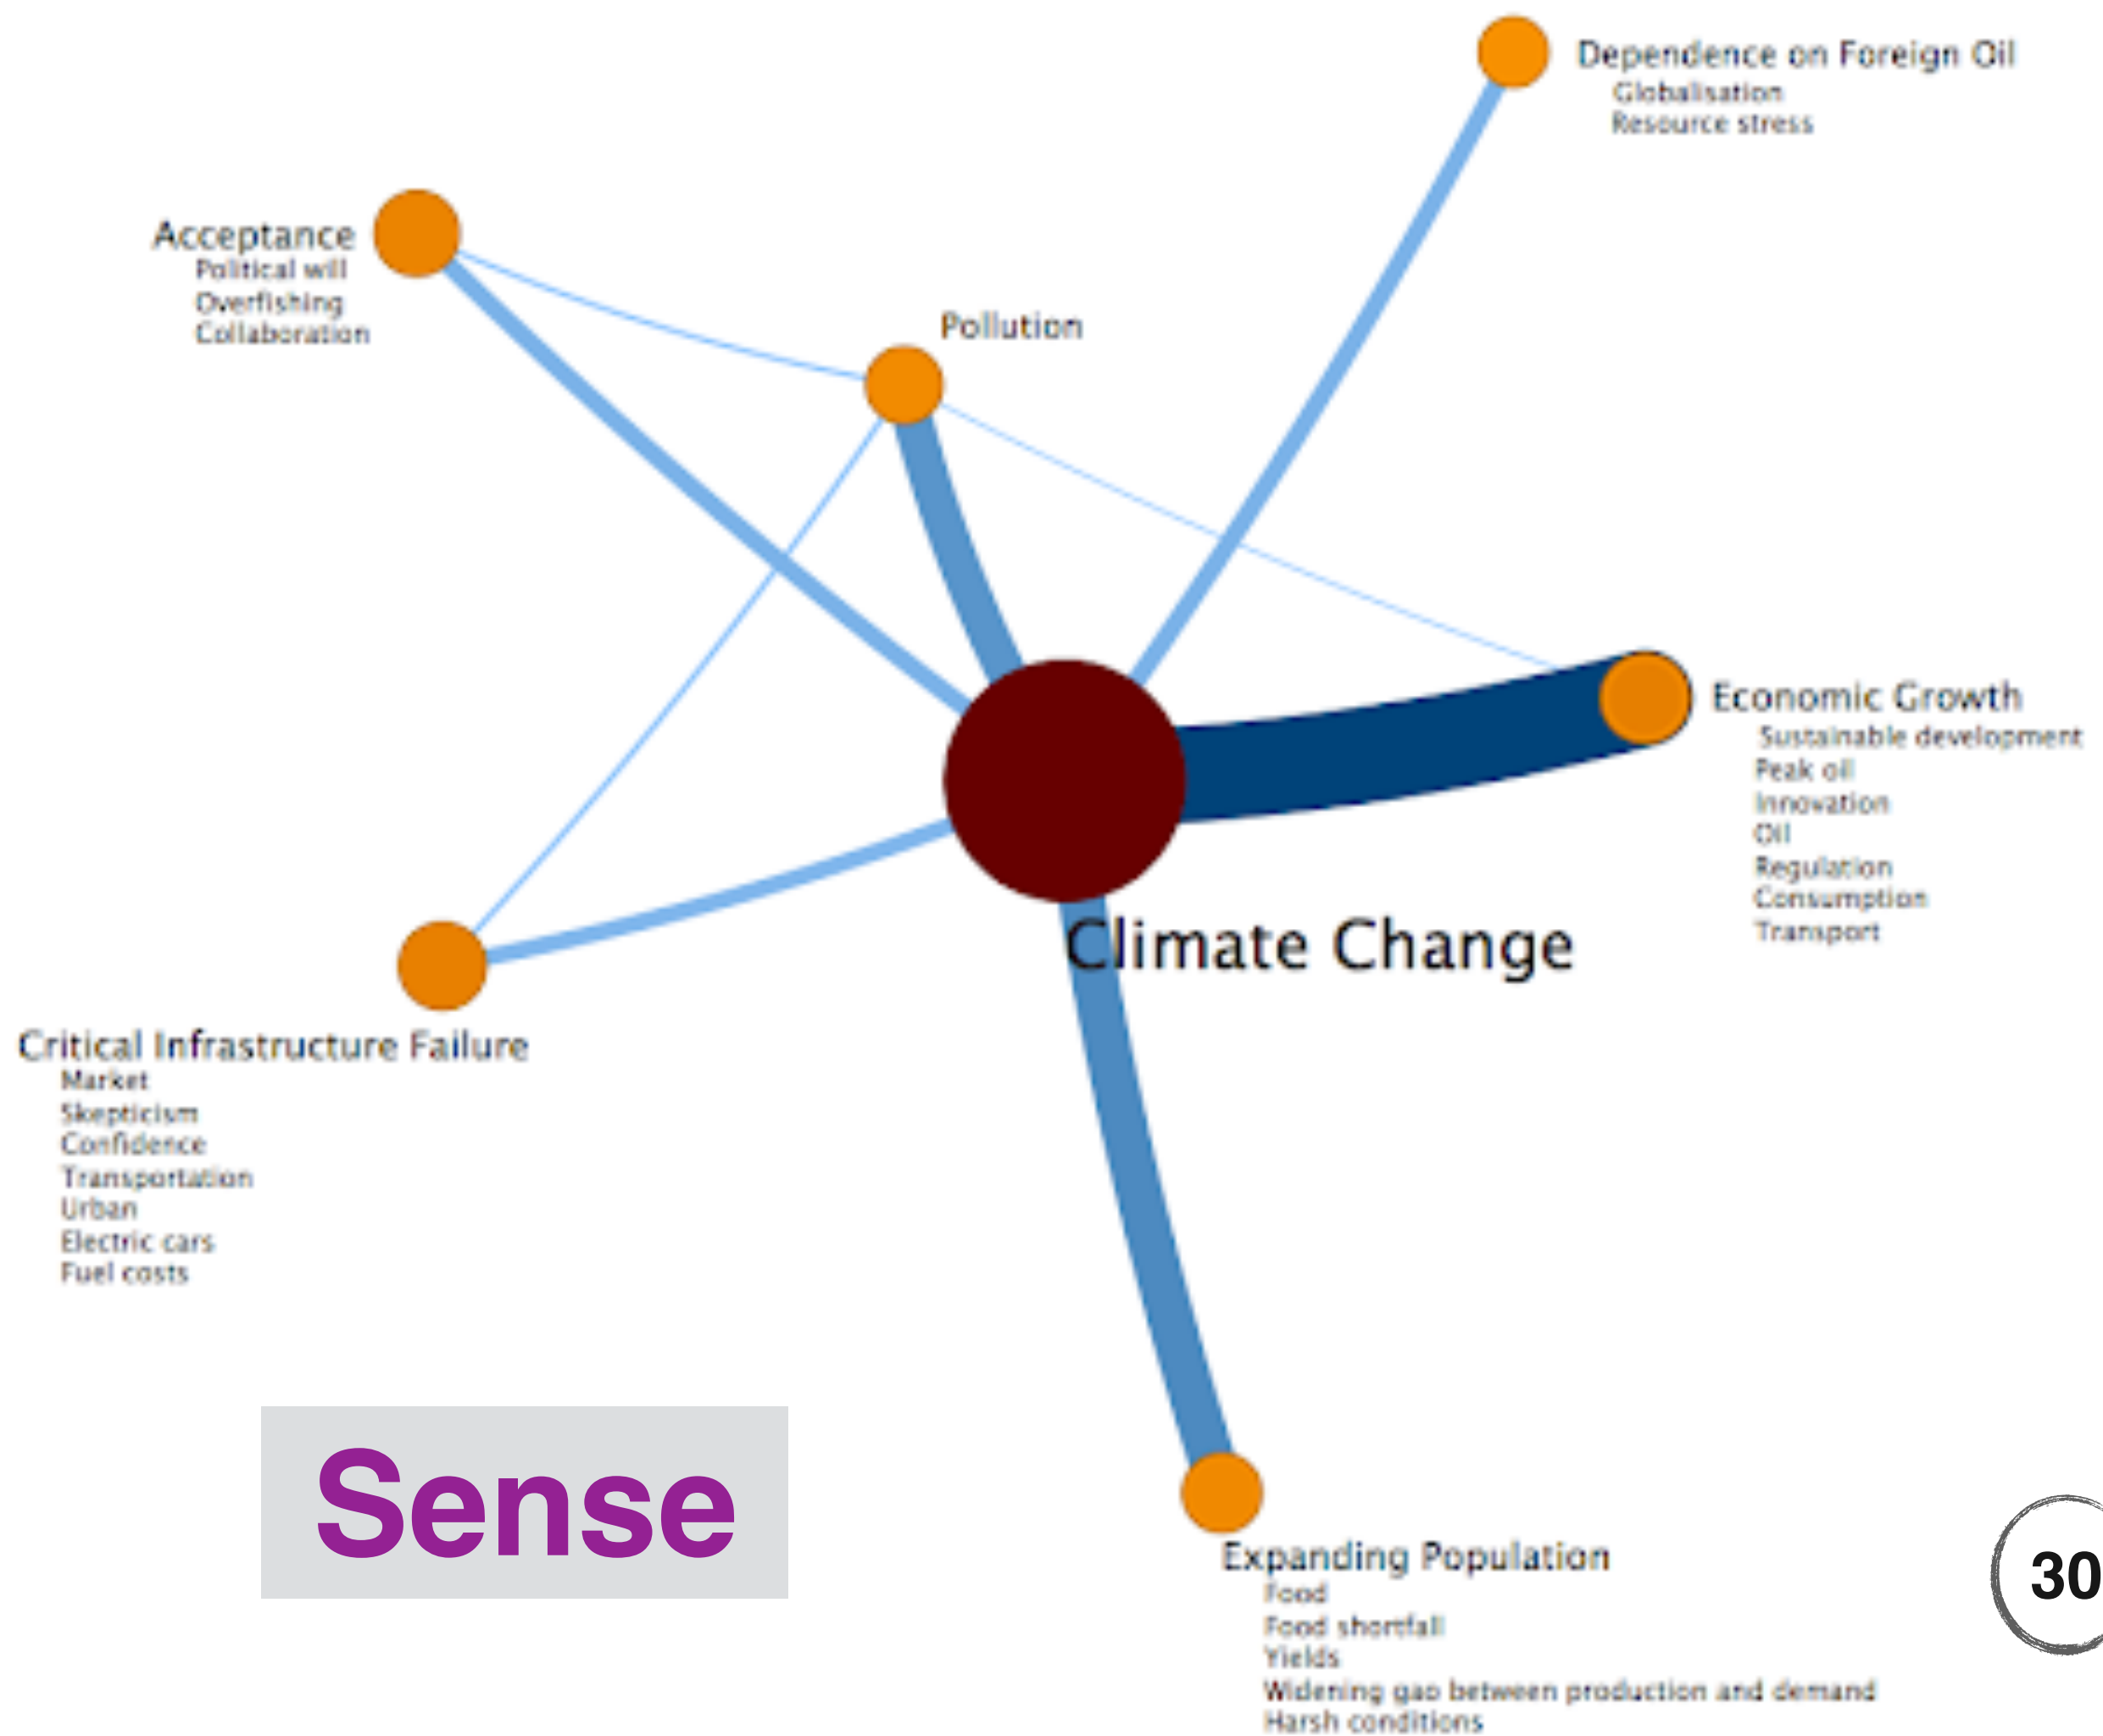 Dependence on Foreign Oil
Globalisation
Resource stress
Acceptance
Political will
Overfishing
Collaboration
Pollution
Economic Growth
Sustainable development
Peak oil
Innovation
Oil
Regulation
Consumption
Transport
Climate Change
Critical Infrastructure Failure
Market
Skepticism
Confidence
Transportation
Urban
Electric cars
Fuel costs
Sense
Expanding Population
Food
Food shortfall
Yields
Widening gap between production and demand
Harsh conditions
30